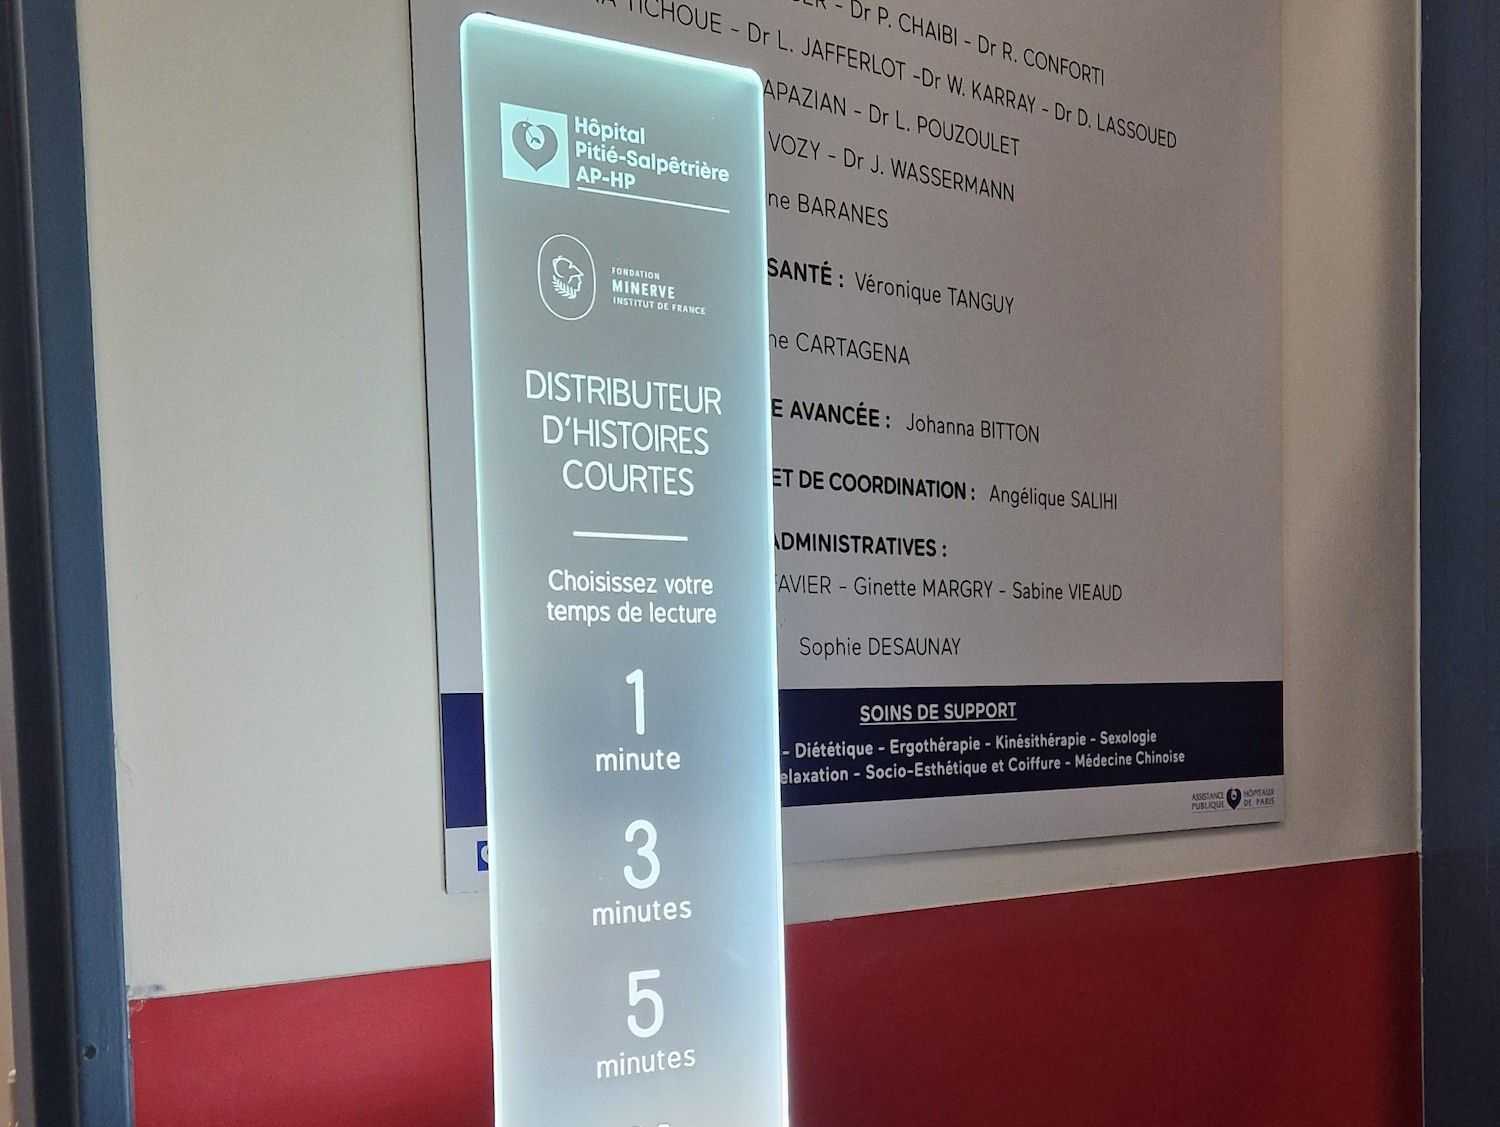 Hôpital
Pitié-Salpêtrière
AP-HP
FONDATION
MINERVE
INSTITUT DE FRANCE
DISTRIBUTEUR
D'HISTOIRES
COURTES
Choisissez votre
temps de lecture
1
minute
3
minutes
5
minutes
- Dr P. CHAIBI - Dr R. CONFORTI
TICHOUE - Dr L. JAFFERLOT -Dr W. KARRAY - Dr D. LASSOUED
APAZIAN - Dr L. POUZOULET
VOZY - Dr J. WASSERMANN
ne BARANES
SANTÉ : Véronique TANGUY
ne CARTAGENA
E AVANCÉE : Johanna BITTON
ET DE COORDINATION : Angélique SALIHI
ADMINISTRATIVES :
FAVIER - Ginette MARGRY - Sabine VIEAUD
Sophie DESAUNAY
SOINS DE SUPPORT
- Diététique - Ergothérapie - Kinésithérapie - Sexologie
elaxation - Socio-Esthétique et Coiffure - Médecine Chinoise
ASSISTANCE HÔPITAUX
PUBLIQUE DE PARIS